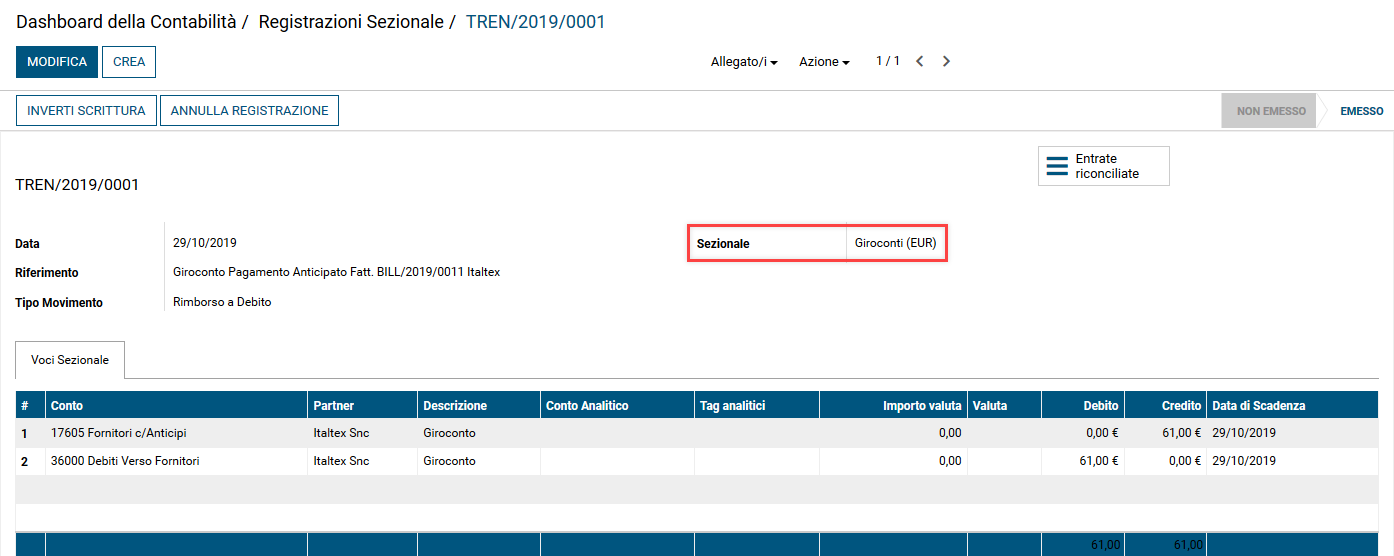 Dashboard della Contabilità / Registrazioni Sezionale / TREN/2019/0001
MODIFICA CREA Allegato/i Azione 1 / 1
INVERTI SCRITTURA ANNULLA REGISTRAZIONE NON EMESSO EMESSO
Entrate
riconciliate
TREN/2019/0001
Data 29/10/2019 Sezionale Giroconti (EUR)
Riferimento Giroconto Pagamento Anticipato Fatt. BILL/2019/0011 Italtex
Tipo Movimento Rimborso a Debito
Voci Sezionale
# Conto Partner Descrizione Conto Analitico Tag analitici Importo valuta Valuta Debito Credito Data di Scadenza
1 17605 Fornitori c/Anticipi Italtex Snc Giroconto 0,00 0,00 € 61,00 € 29/10/2019
2 36000 Debiti Verso Fornitori Italtex Snc Giroconto 0,00 61,00 € 0,00 € 29/10/2019
61,00 61,00